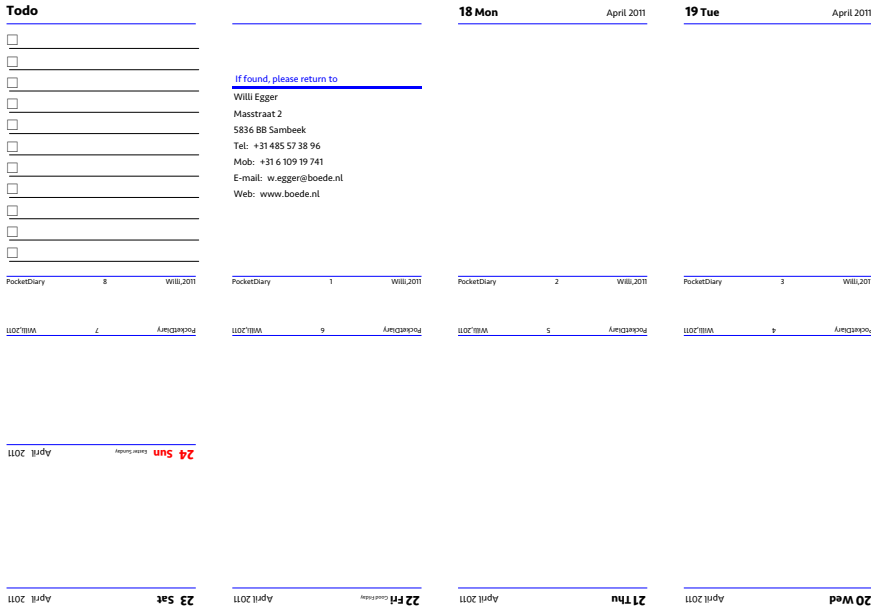 Todo
PocketDiary 8 Willi,2011
If found, please return to
Willi Egger
Masstraat 2
5836 BB Sambeek
Tel: +31 485 57 38 96
Mob: +31 6 109 19 741
E-mail: w.egger@boede.nl
Web: www.boede.nl
PocketDiary 1 Willi,2011
18 Mon April 2011
PocketDiary 2 Willi,2011
19 Tue April 2011
PocketDiary 3 Willi,201
20 Wed April 2011
PocketDiary 4 Willi,2011
21 Thu April 2011
PocketDiary 5 Willi,2011
22 Fri Good Friday April 2011
PocketDiary 6 Willi,2011
23 Sat April 2011
24 Sun Easter Sunday April 2011
PocketDiary 7 Willi,2011